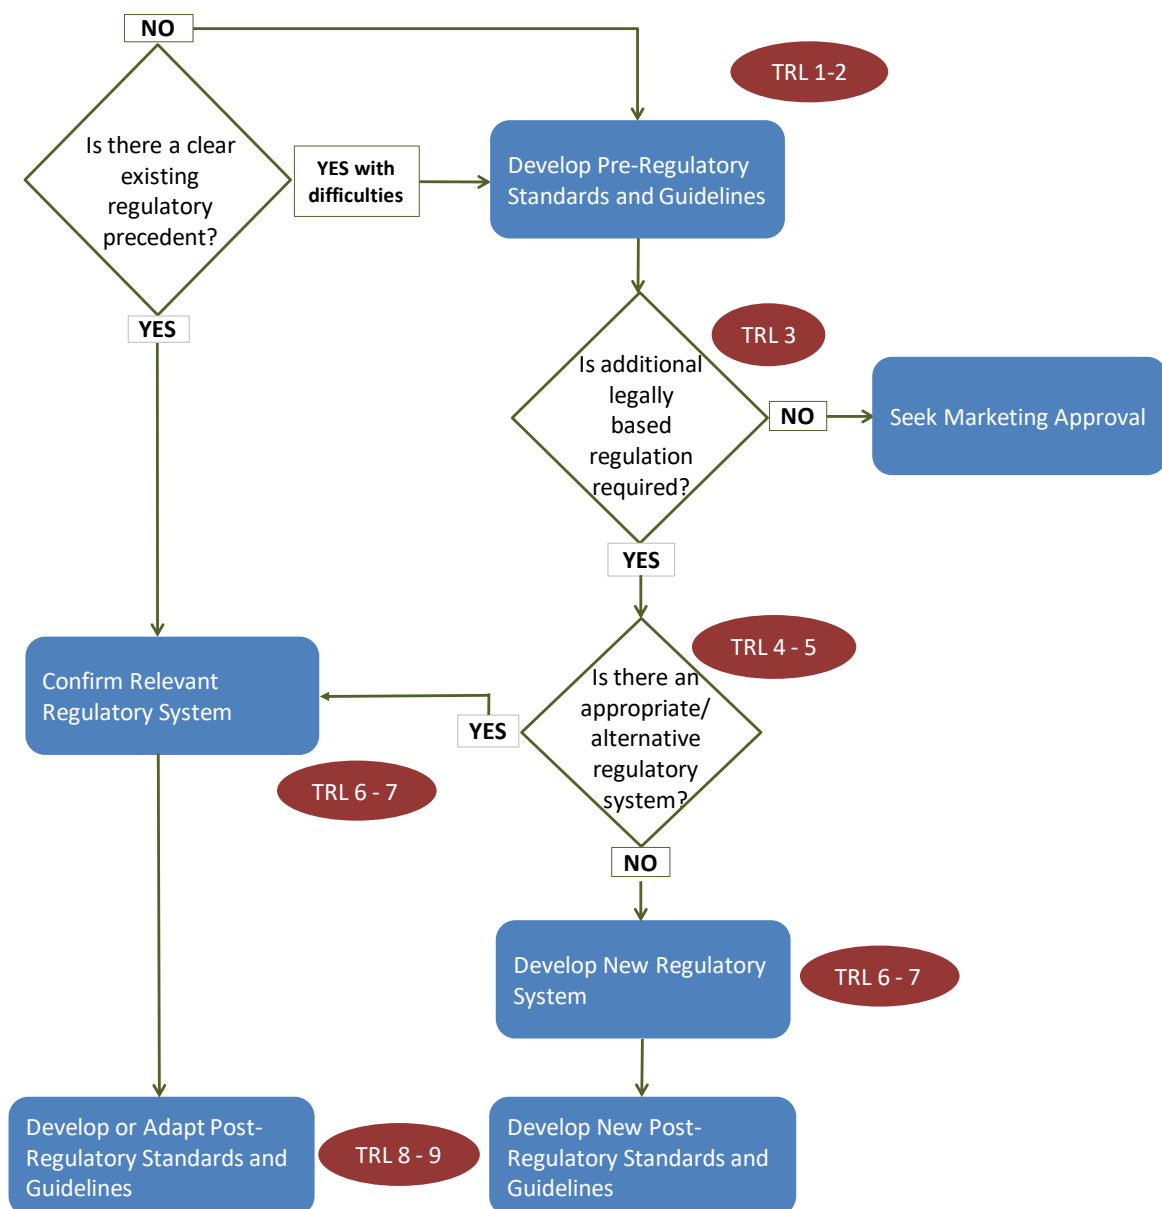 NO
TRL 1-2
Is there a clear
existing
regulatory
precedent?
YES with
difficulties
Develop Pre-Regulatory
Standards and Guidelines
YES
TRL 3
Is additional
legally
based
regulation
required?
NO
Seek Marketing Approval
YES
TRL 4 - 5
Confirm Relevant
Regulatory System
Is there an
appropriate/
alternative
regulatory
system?
YES
TRL 6 - 7
NO
Develop New Regulatory
System
TRL 6 - 7
Develop or Adapt Post-
Regulatory Standards and
Guidelines
TRL 8 - 9
Develop New Post-
Regulatory Standards and
Guidelines